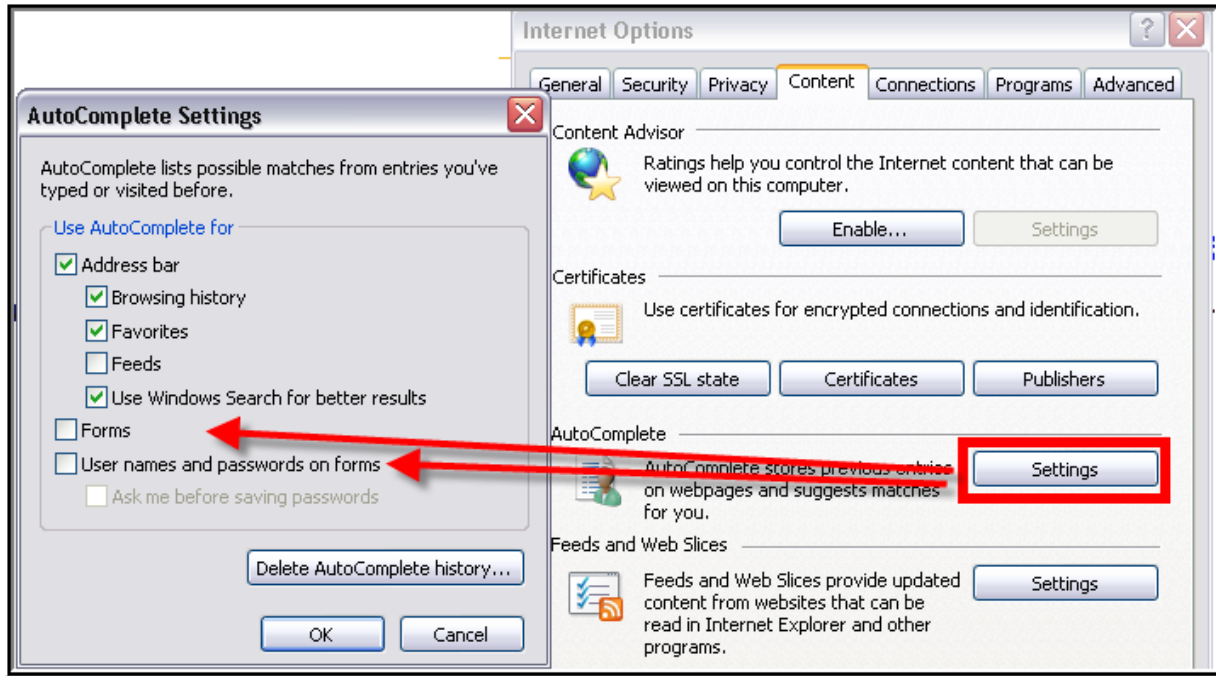 Internet Options
?
General Security Privacy Content Connections Programs Advanced
AutoComplete Settings
AutoComplete lists possible matches from entries you've
typed or visited before.
Use AutoComplete for
Address bar
Browsing history
Favorites
Feeds
Use Windows Search for better results
Forms
User names and passwords on forms
Ask me before saving passwords
Delete AutoComplete history...
OK Cancel
Content Advisor
Ratings help you control the Internet content that can be
viewed on this computer.
Enable... Settings
Certificates
Use certificates for encrypted connections and identification.
Clear SSL state Certificates Publishers
AutoComplete
AutoComplete stores previous entries
on webpages and suggests matches
for you.
Settings
Feeds and Web Slices
Feeds and Web Slices provide updated
content from websites that can be
read in Internet Explorer and other
programs.
Settings